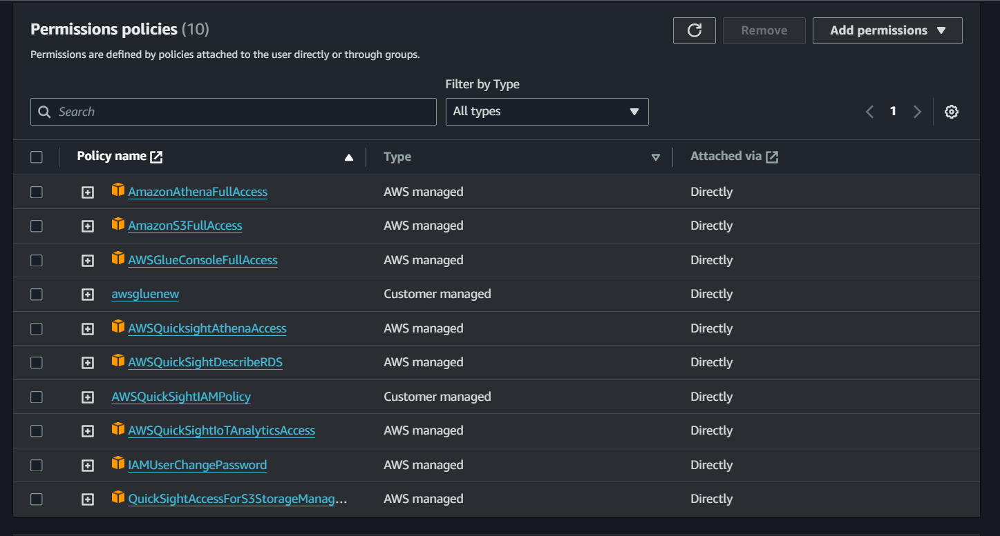 Permissions policies (10)
Remove
Add permissions
Permissions are defined by policies attached to the user directly or through groups.
Filter by Type
Search
All types
1
Policy name
Type
Attached via
AmazonAthenaFullAccess AWS managed Directly
AmazonS3FullAccess AWS managed Directly
AWSGlueConsoleFullAccess AWS managed Directly
awsgluenew Customer managed Directly
AWSQuicksightAthenaAccess AWS managed Directly
AWSQuickSightDescribeRDS AWS managed Directly
AWSQuickSightIAMPolicy Customer managed Directly
AWSQuickSightIoTAnalyticsAccess AWS managed Directly
IAMUserChangePassword AWS managed Directly
QuickSightAccessForS3StorageManag... AWS managed Directly